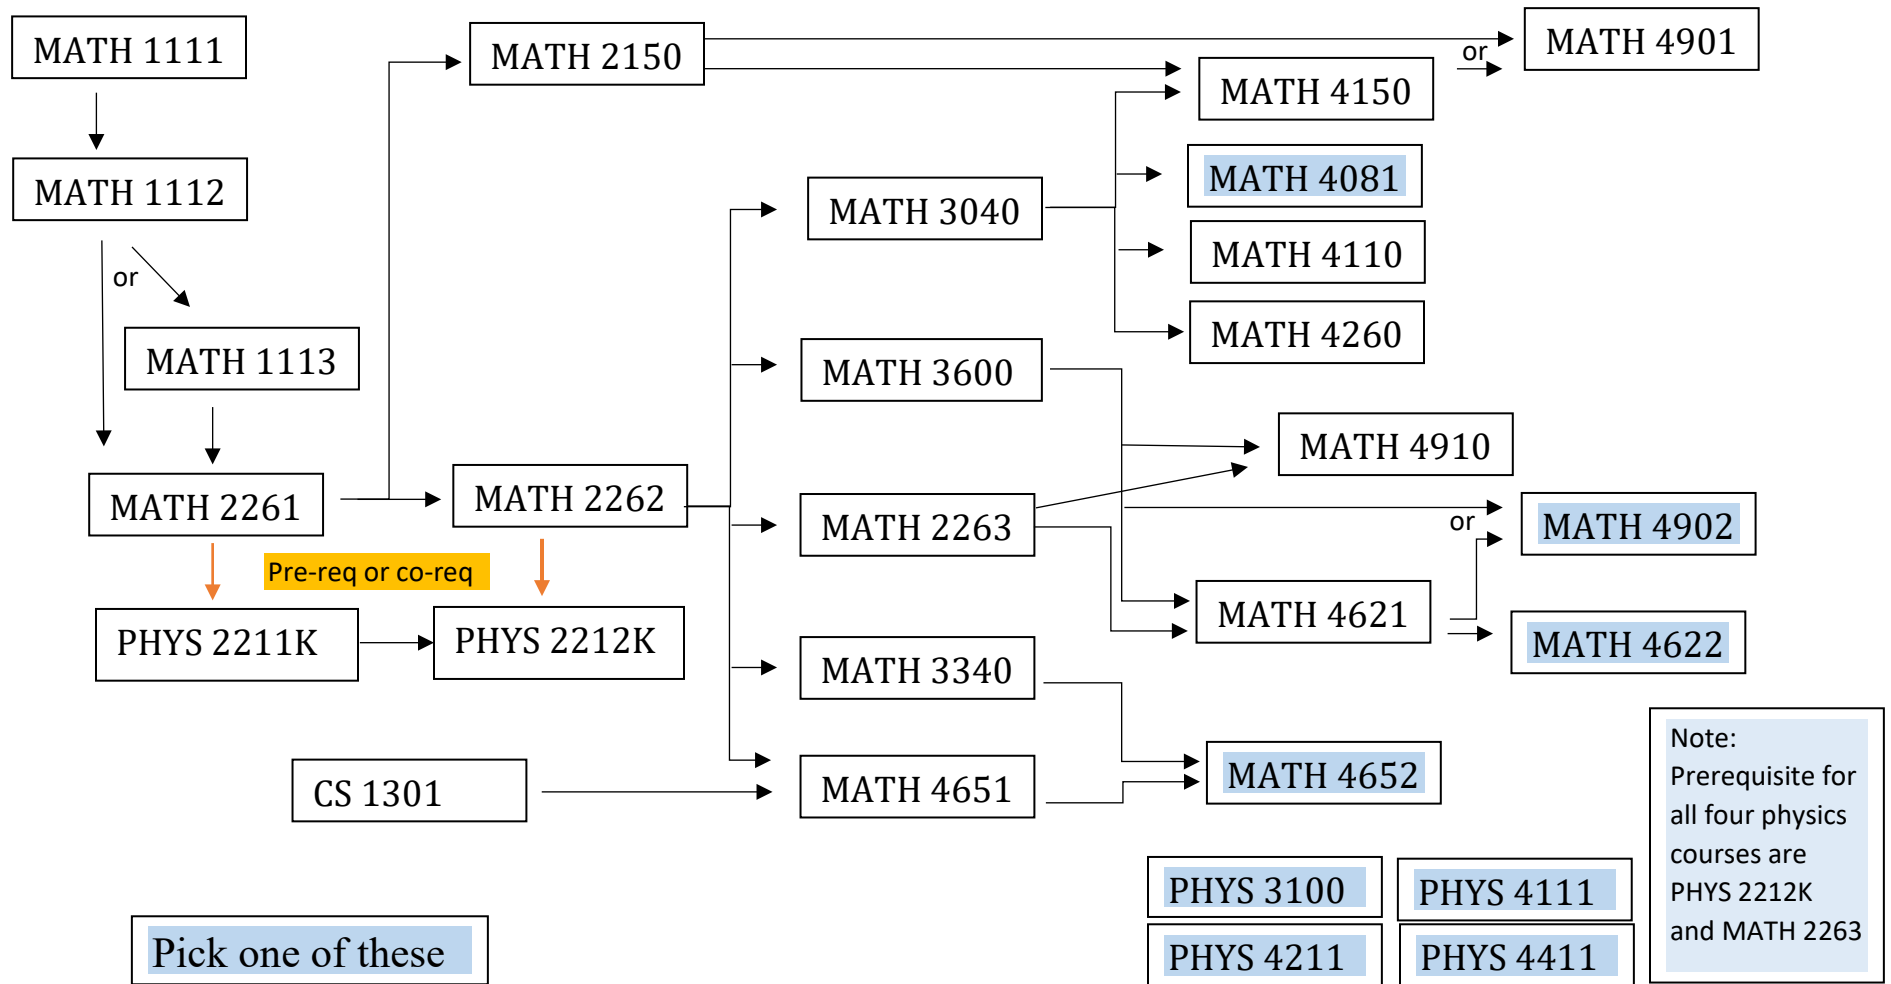 MATH 1111
MATH 2150
MATH 4901
or
MATH 4150
MATH 1112
MATH 4081
MATH 3040
MATH 4110
or
MATH 1113
MATH 4260
MATH 3600
MATH 4910
MATH 2261
MATH 2262
MATH 2263
or
MATH 4902
Pre-req or co-req
PHYS 2211K
PHYS 2212K
MATH 4621
MATH 4622
MATH 3340
CS 1301
MATH 4651
MATH 4652
Note:
Prerequisite for
all four physics
courses are
PHYS 2212K
and MATH 2263
PHYS 3100
PHYS 4111
Pick one of these
PHYS 4211
PHYS 4411